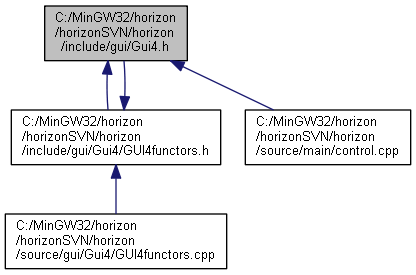 C:/MinGW32/horizon
/horizonSVN/horizon
/include/gui/Gui4.h
C:/MinGW32/horizon
/horizonSVN/horizon
/include/gui/Gui4/GUI4functors.h
C:/MinGW32/horizon
/horizonSVN/horizon
/source/main/control.cpp
C:/MinGW32/horizon
/horizonSVN/horizon
/source/gui/Gui4/GUI4functors.cpp